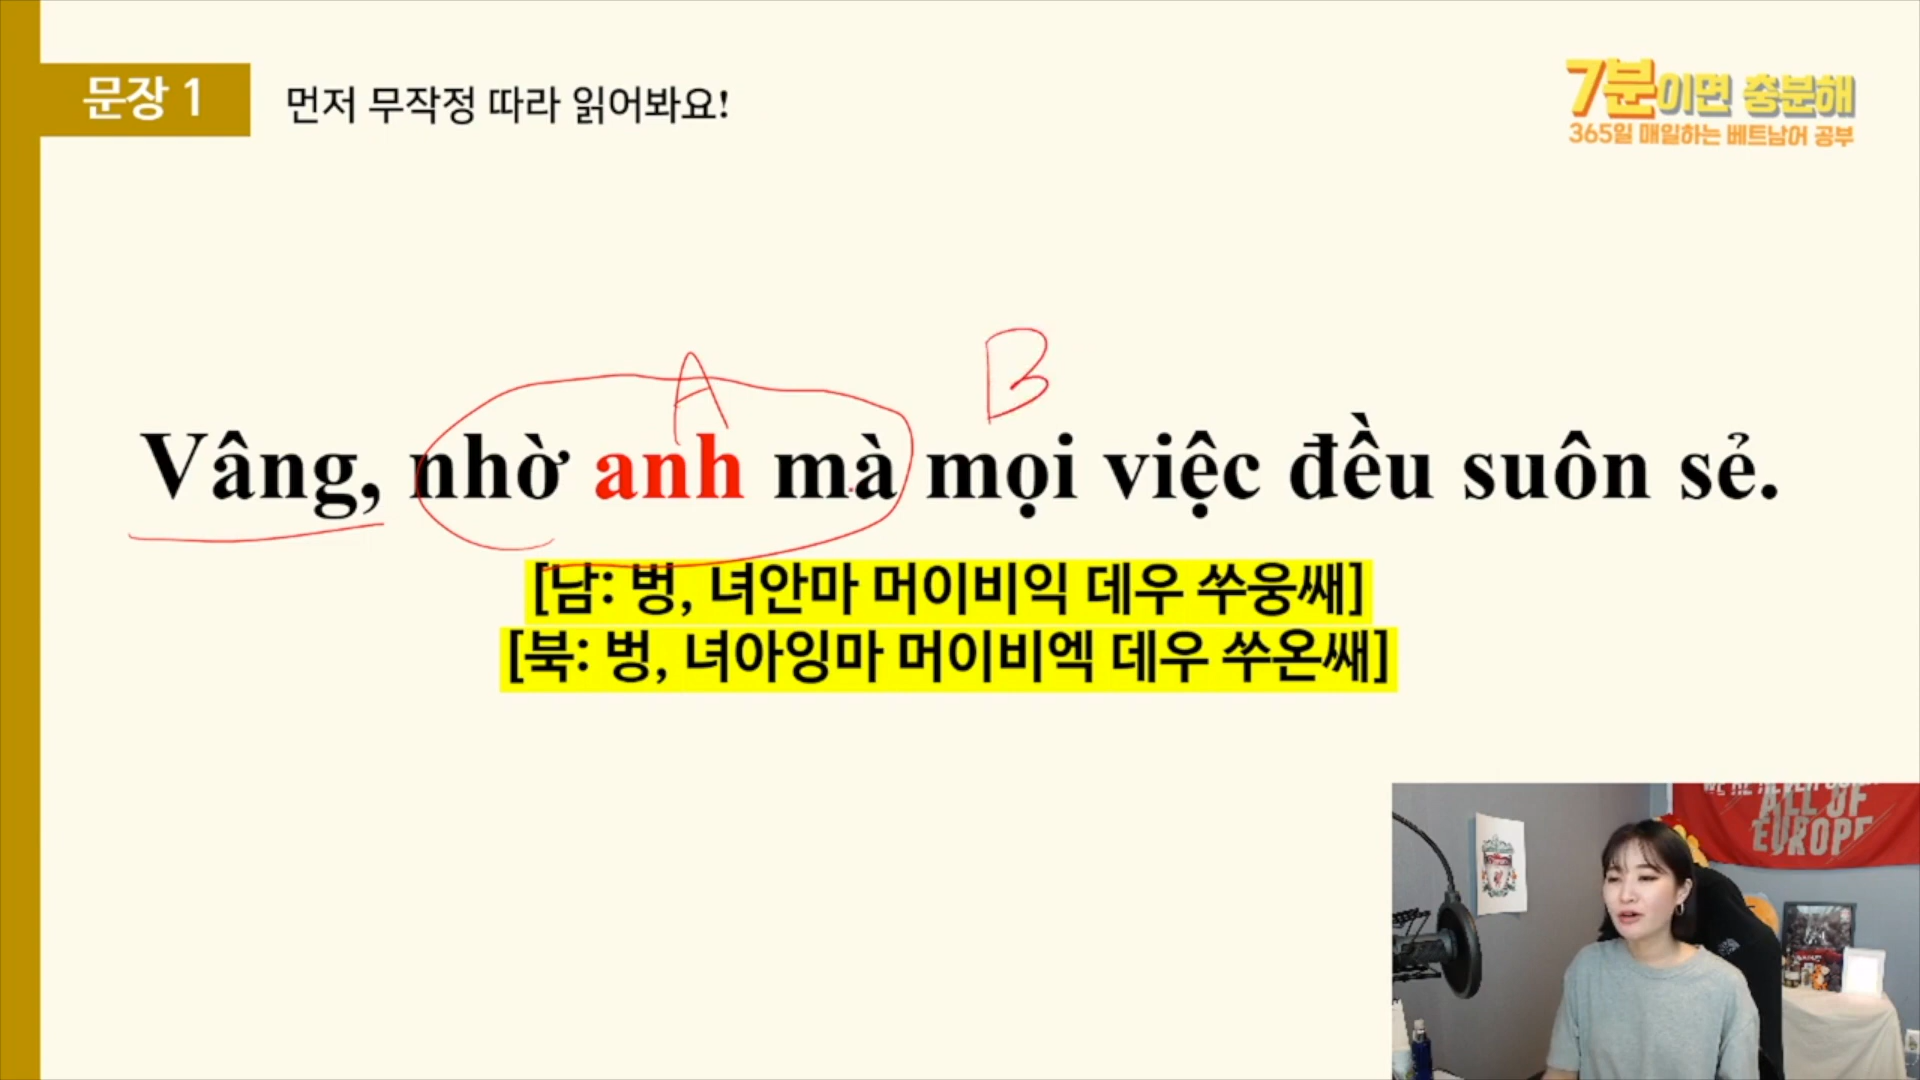 문장 1
먼저 무작정 따라 읽어봐요!
7분이면 충분해
365일 매일하는 베트남어 공부
A
B
Vâng, nhờ anh mà mọi việc đều suôn sẻ.
[남: 벙, 녀안마 머이비익 데우 쑤웅쌔]
[북: 벙, 녀아잉마 머이비엑 데우 쑤온쌔]
ALL OF
EUROPE